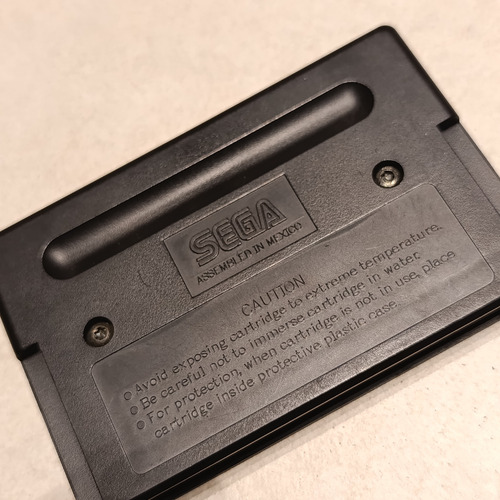 SEGA
ASSEMBLED IN MEXICO
CAUTION
Avoid exposing cartridge to extreme temperature.
Be careful not to immerse cartridge in water
For protection, when cartridge is not in use, place
cartridge inside protective plastic case.